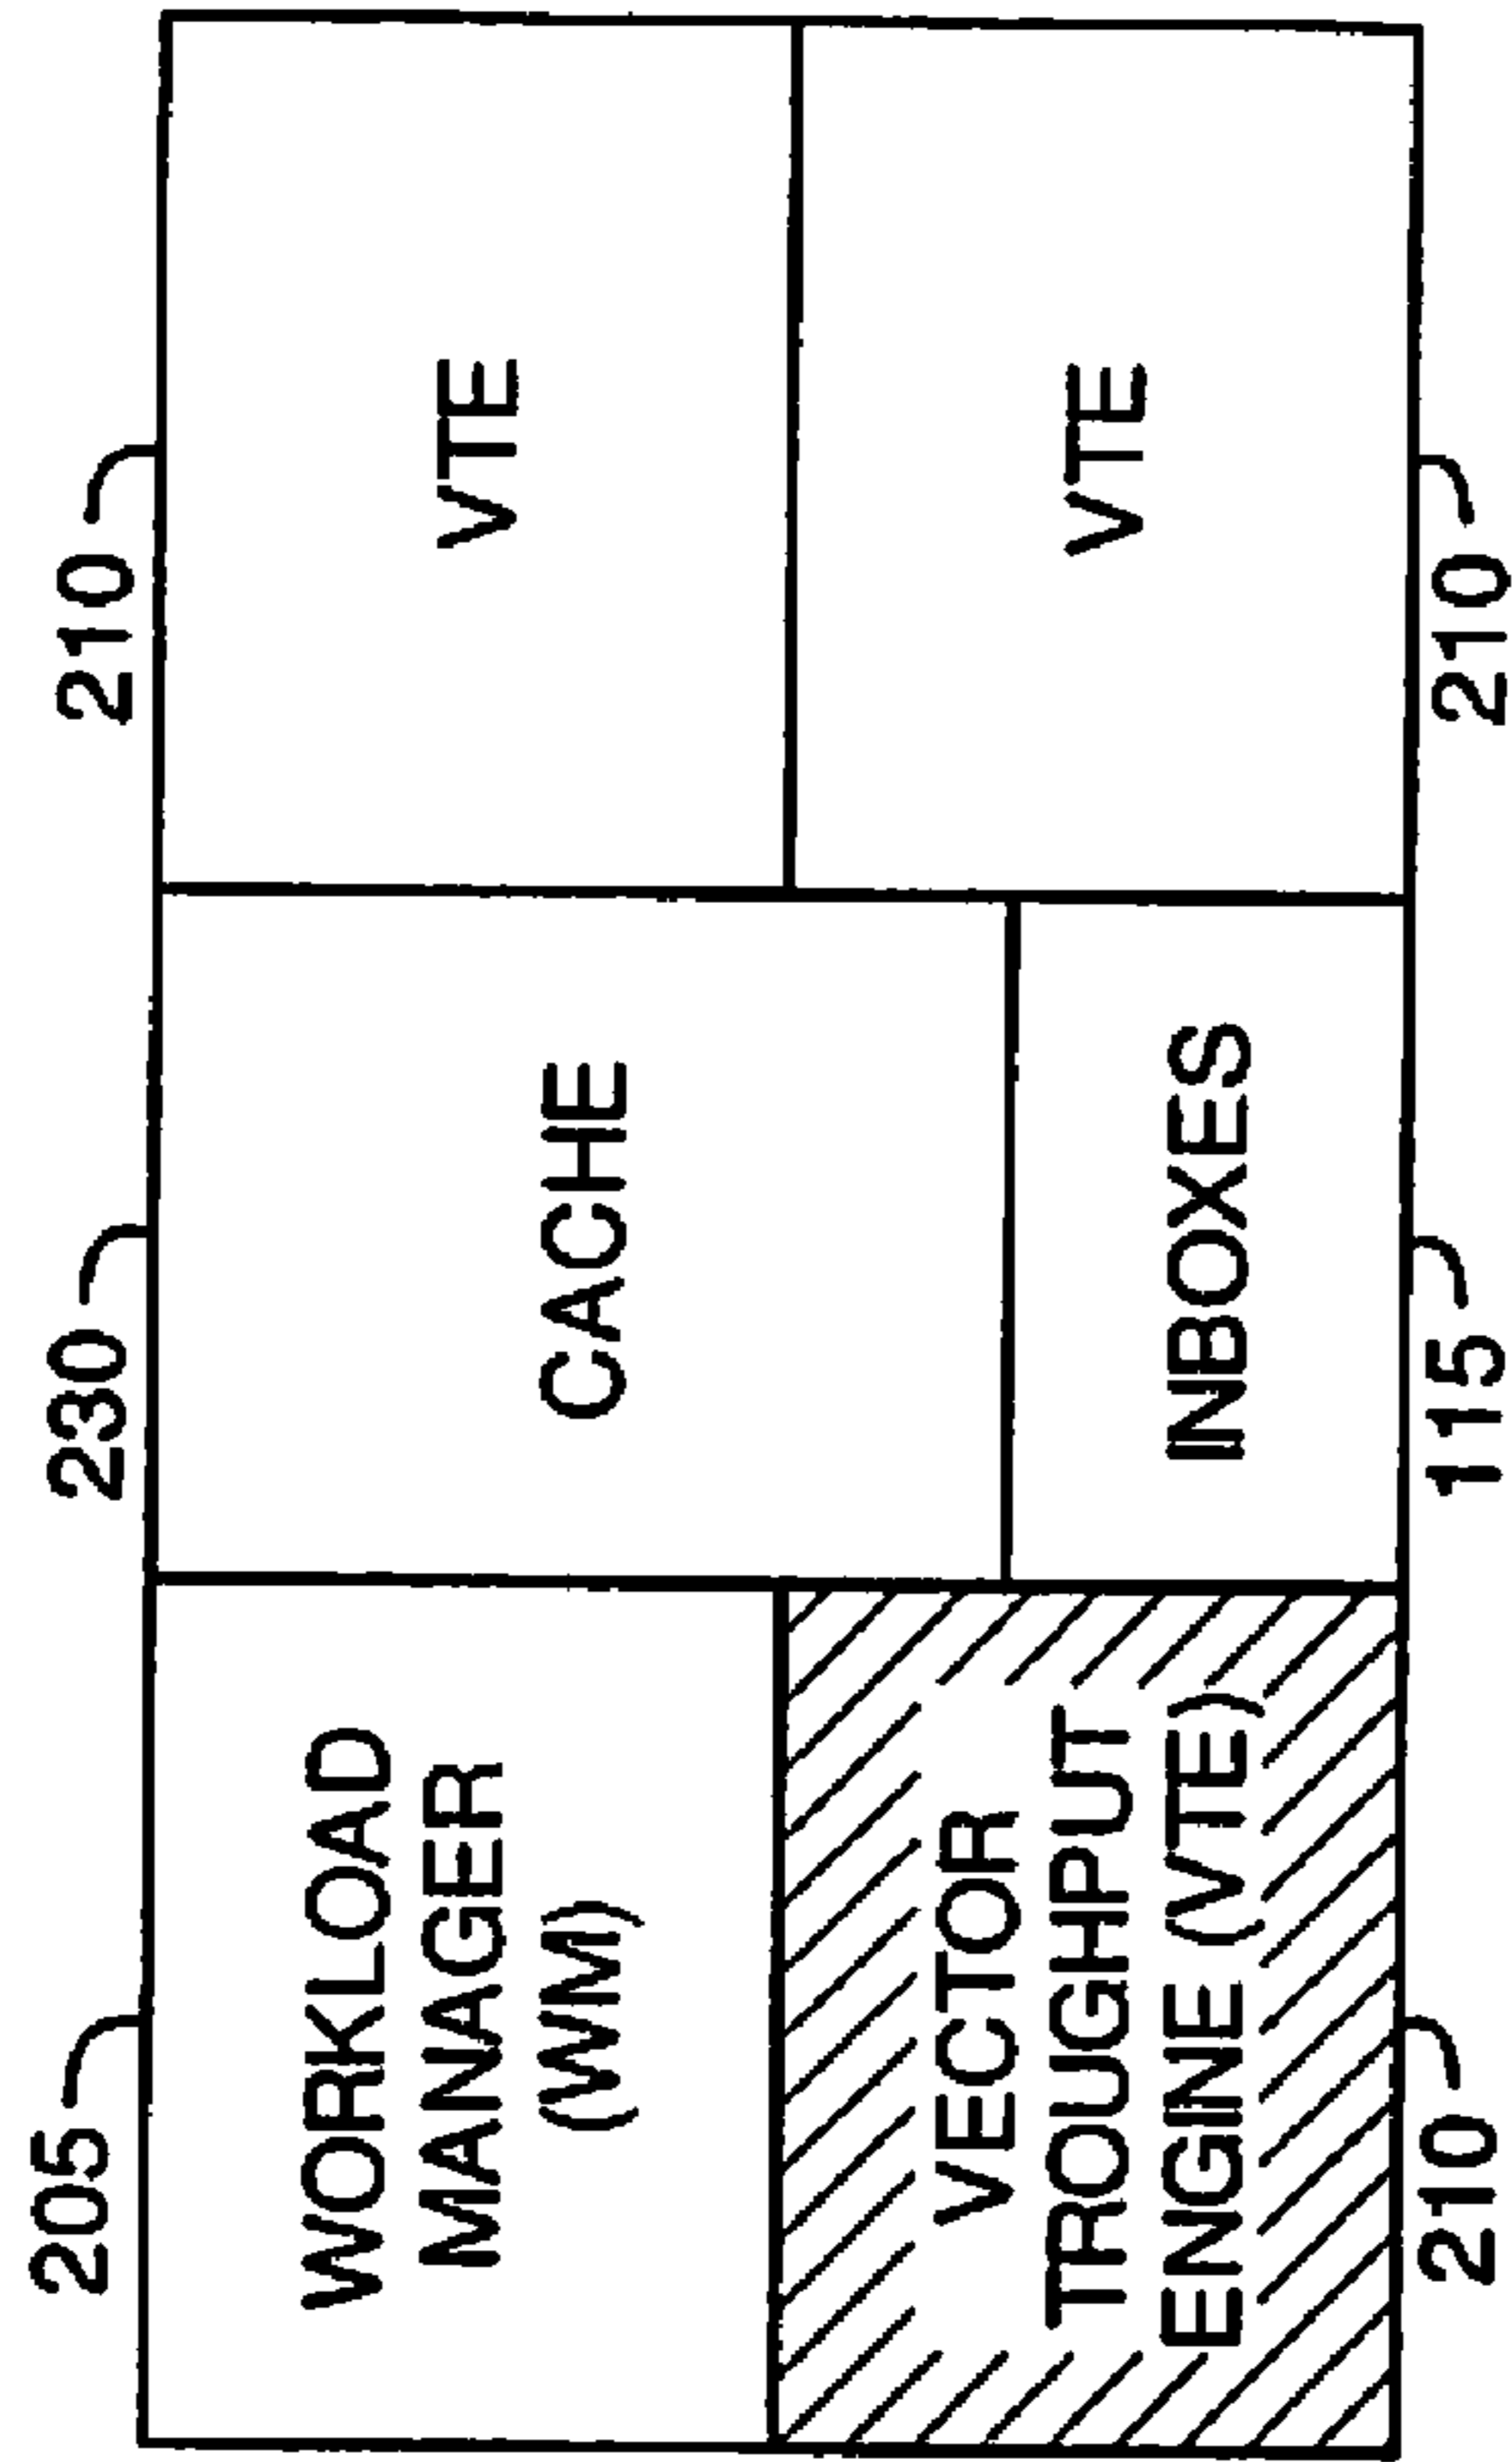 205
230
210
WORKLOAD
MANAGER
(WM)
CACHE
VTE
VECTOR
TROUGHPUT
ENGINE (VTE)
INBOXES
VTE
210
115
210